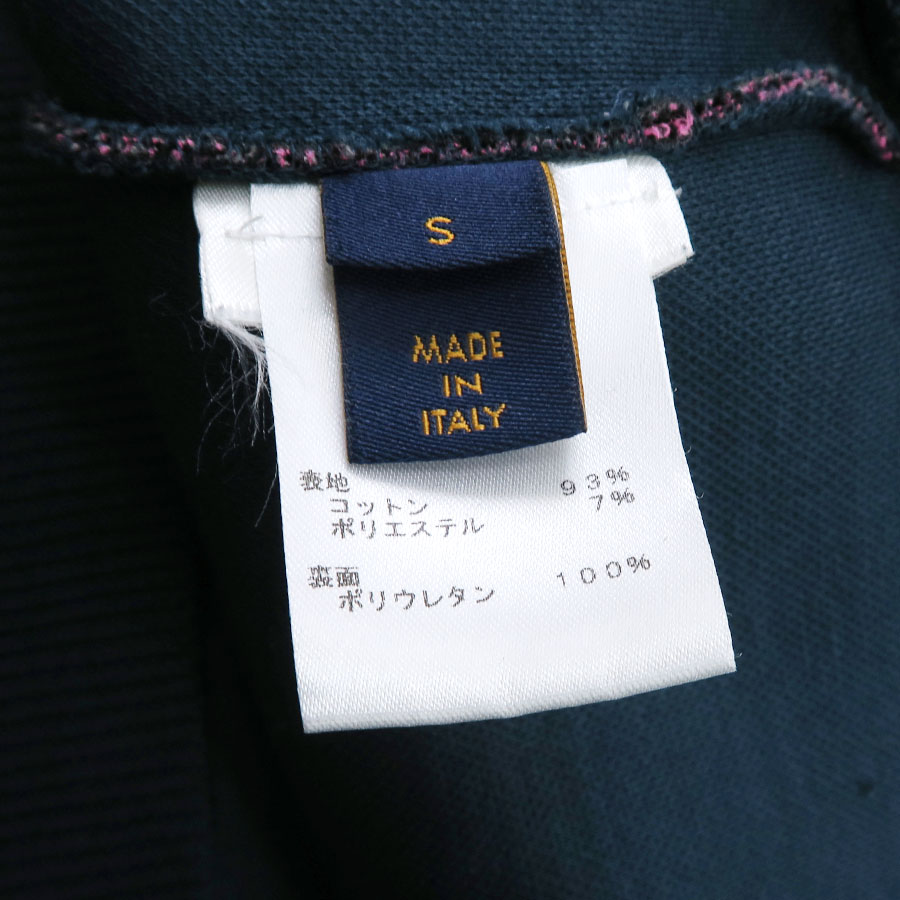 S
MADE
IN
ITALY
表地
コットン 93%
ポリエステル 7%
裏面
ポリウレタン 100%